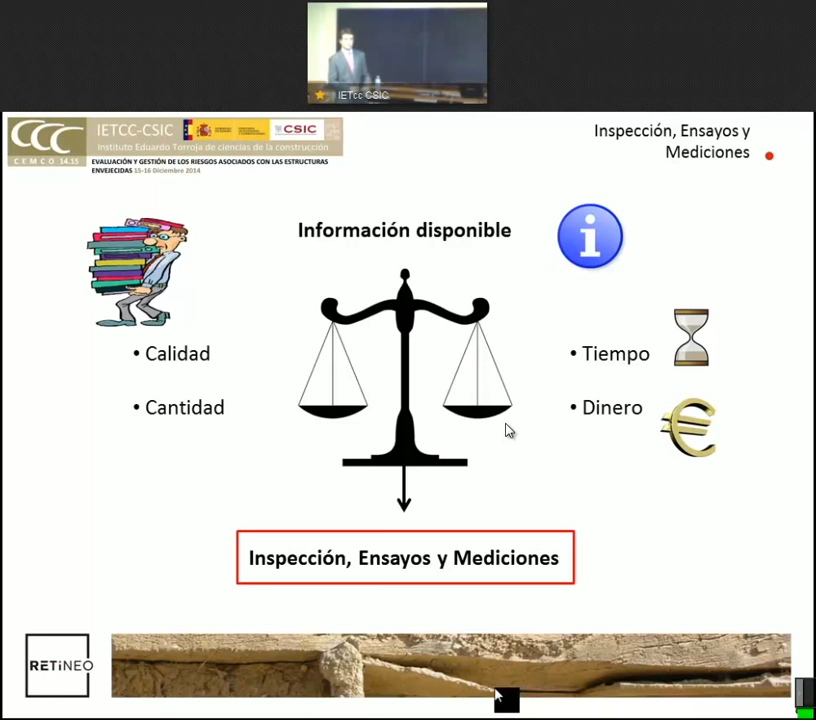 IETcc CSIC
CCC
CEMCO 14.15
IETCC-CSIC
CSIC
Instituto Eduardo Torroja de ciencias de la construcción
EVALUACIÓN Y GESTIÓN DE LOS RIESGOS ASOCIADOS CON LAS ESTRUCTURAS
ENVEJECIDAS 15-16 Diciembre 2014
Inspección, Ensayos y
Mediciones
Información disponible
i
• Calidad
• Cantidad
• Tiempo
• Dinero
€
Inspección, Ensayos y Mediciones
RETiNEO